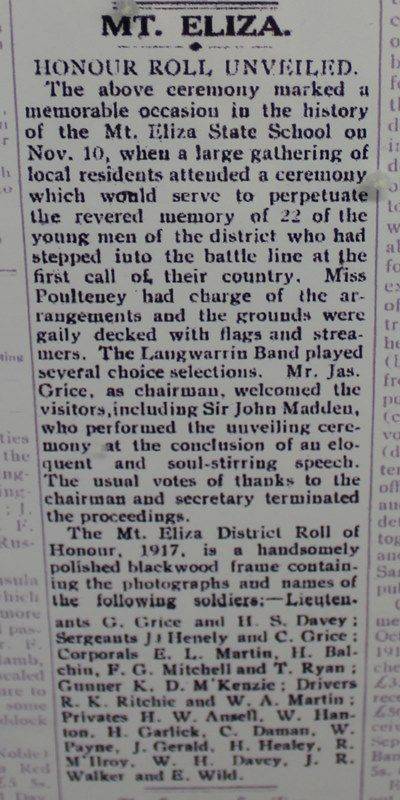 MT. ELIZA.
HONOUR ROLL UNVEILED.
The above ceremony marked a
memorable occasion in the history
of the Mt. Eliza State School on
Nov. 10, when a large gathering of
local residents attended a ceremony
which would serve to perpetuate
the revered memory of 22 of the
young men of the district who had
stepped into the battle line at the
first call of their country. Miss
Poulteney had charge of the ar-
rangements and the grounds were
gaily decked with flags and strea-
mers. The Langwarrin Band played
several choice selections. Mr. Jas.
Grice, as chairman, welcomed the
visitors, including Sir John Madden,
who performed the unveiling cere-
mony at the conclusion of an elo-
quent and soul-stirring speech.
The usual votes of thanks to the
chairman and secretary terminated
the proceedings.
The Mt. Eliza District Roll of
Honour, 1917, is a handsomely
polished blackwood frame contain-
ing the photographs and names of
the following soldiers:—Lieuten-
ants G. Grice and H. S. Davey;
Sergeants J. Henely and C. Grice;
Corporals E. L. Martin, H. Bal-
chin, F. G. Mitchell and T. Ryan;
Gunner K. D. M'Kenzie; Drivers
R. K. Ritchie and W. A. Martin;
Privates H. W. Ansell, W. Han-
ton, H. Garlick, C. Daman, W.
Payne, J. Gerald, H. Healey, J. R.
M'Ilroy, W. H. Davey, J. R.
Walker and E. Wild.